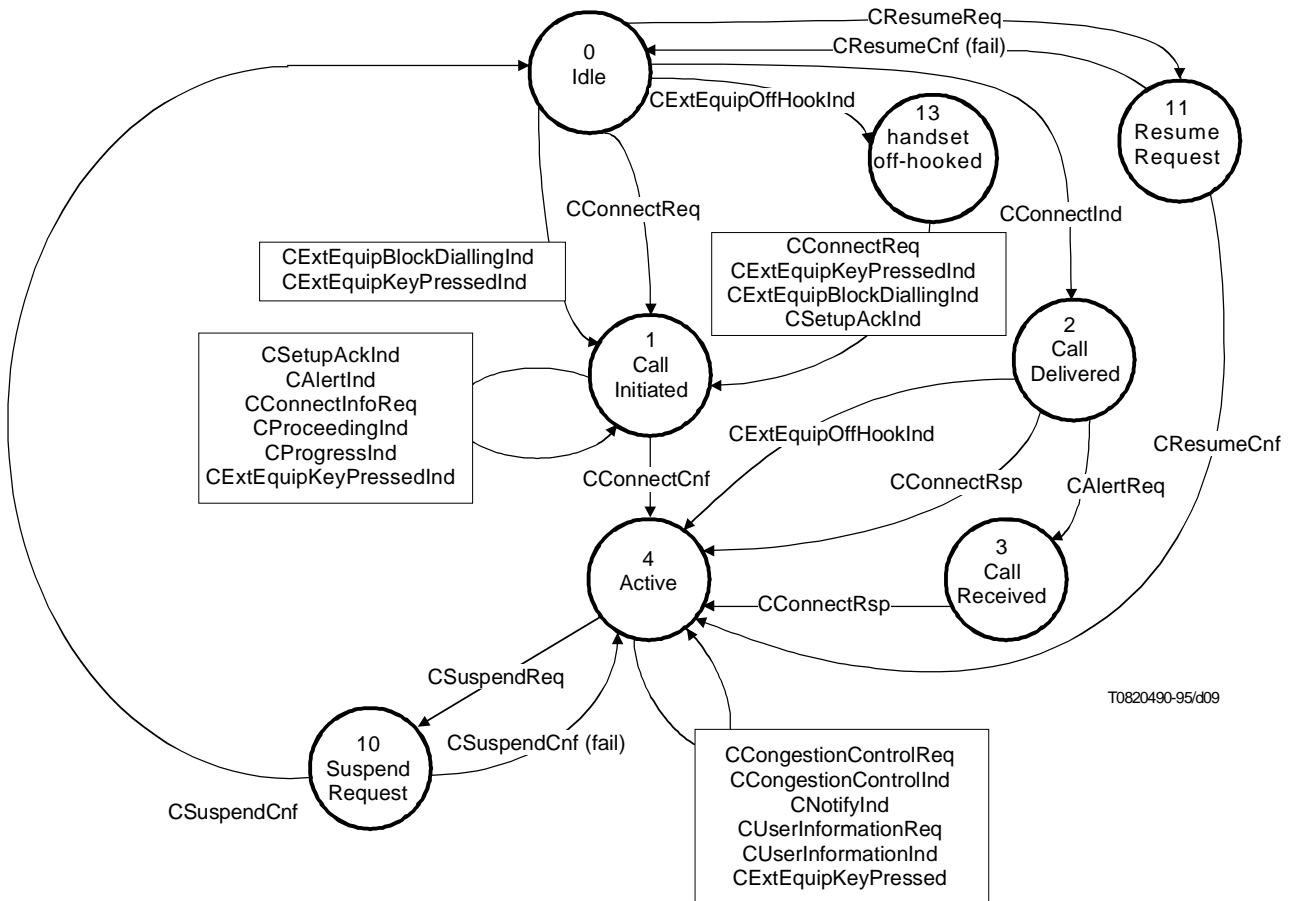 CResumeReq
CResumeCnf (fail)
0
Idle
CExtEquipOffHookInd
13
handset
off-hooked
11
Resume
Request
CConnectReq
CConnectInd
CExtEquipBlockDiallingInd
CExtEquipKeyPressedInd
CConnectReq
CExtEquipKeyPressedInd
CExtEquipBlockDiallingInd
CSetupAckInd
CSetupAckInd
CAlertInd
CConnectInfoReq
CProceedingInd
CProgressInd
CExtEquipKeyPressedInd
1
Call
Initiated
2
Call
Delivered
CExtEquipOffHookInd
CResumeCnf
CConnectCnf
CConnectRsp
CAlertReq
4
Active
3
Call
Received
CConnectRsp
CSuspendReq
T0820490-95/d09
10
Suspend
Request
CSuspendCnf (fail)
CSuspendCnf
CCongestionControlReq
CCongestionControlInd
CNotifyInd
CUserInformationReq
CUserInformationInd
CExtEquipKeyPressed